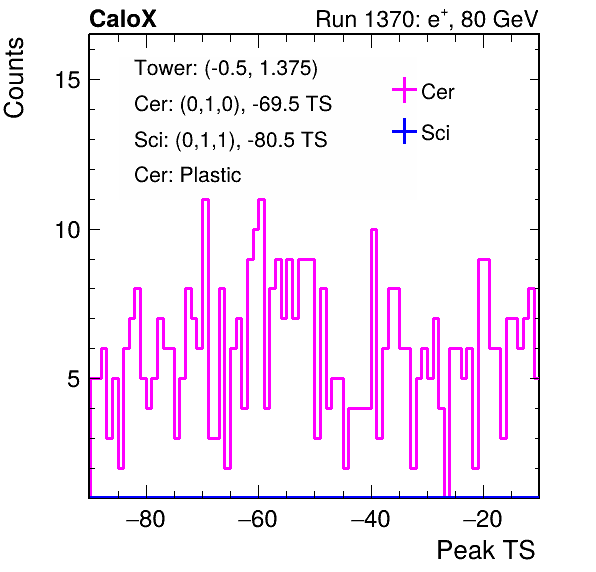 CaloX Run 1370: e⁺, 80 GeV
Counts
Tower: (-0.5, 1.375)
Cer: (0,1,0), -69.5 TS
Sci: (0,1,1), -80.5 TS
Cer: Plastic
Cer
Sci
15
10
5
−80 −60 −40 −20
Peak TS